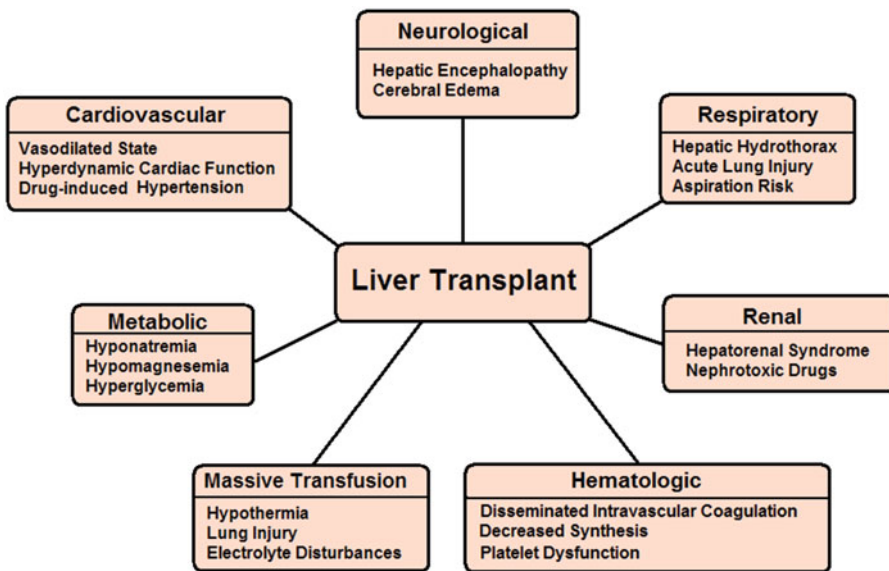 Neurological
Hepatic Encephalopathy
Cerebral Edema
Cardiovascular
Vasodilated State
Hyperdynamic Cardiac Function
Drug-induced Hypertension
Respiratory
Hepatic Hydrothorax
Acute Lung Injury
Aspiration Risk
Liver Transplant
Metabolic
Hyponatremia
Hypomagnesemia
Hyperglycemia
Renal
Hepatorenal Syndrome
Nephrotoxic Drugs
Massive Transfusion
Hypothermia
Lung Injury
Electrolyte Disturbances
Hematologic
Disseminated Intravascular Coagulation
Decreased Synthesis
Platelet Dysfunction